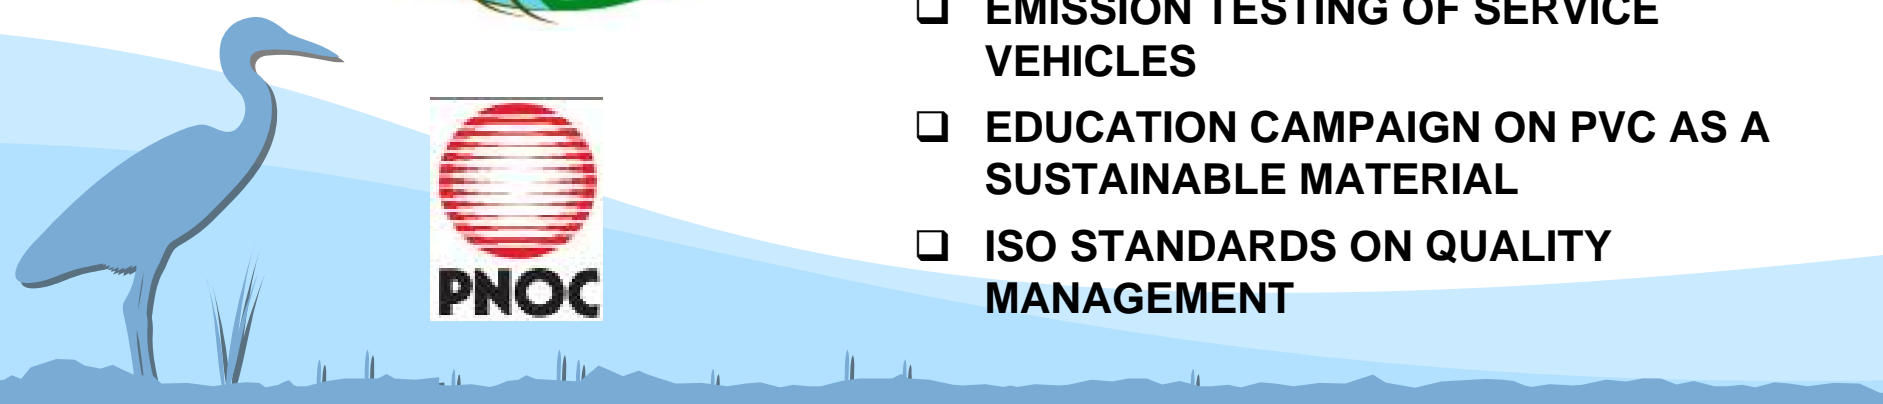 EMISSION TESTING OF SERVICE
VEHICLES
EDUCATION CAMPAIGN ON PVC AS A
SUSTAINABLE MATERIAL
ISO STANDARDS ON QUALITY
MANAGEMENT
PNOC